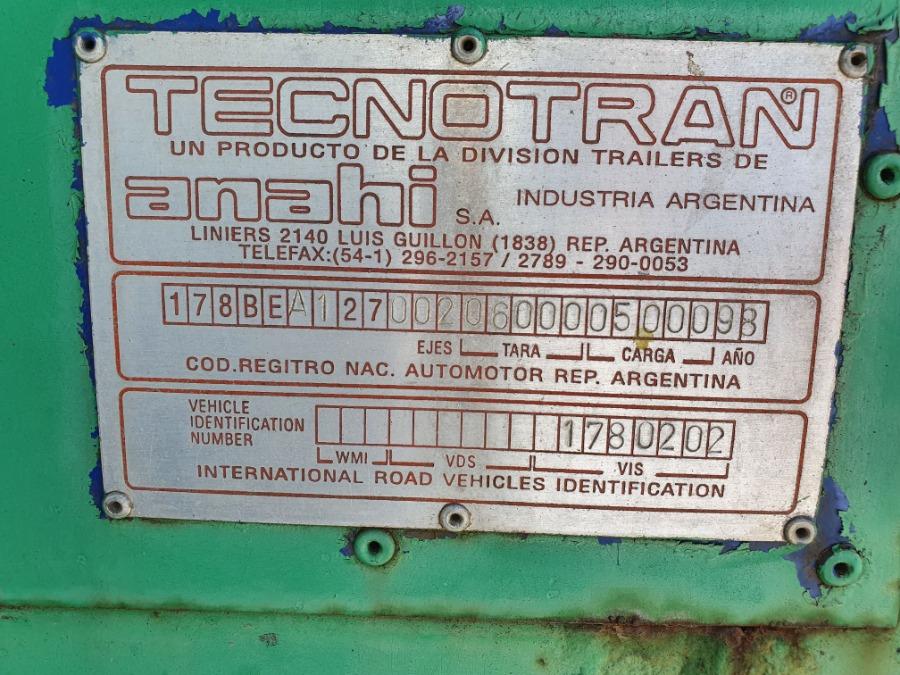 TECNOTRAN®
UN PRODUCTO DE LA DIVISION TRAILERS DE
anahi S.A. INDUSTRIA ARGENTINA
LINIERS 2140 LUIS GUILLON (1838) REP. ARGENTINA
TELEFAX:(54-1) 296-2157 / 2789 - 290-0053
178BEA127002060000500098
EJES TARA CARGA AÑO
COD.REGITRO NAC. AUTOMOTOR REP. ARGENTINA
VEHICLE
IDENTIFICATION
NUMBER
1780202
WMI VDS VIS
INTERNATIONAL ROAD VEHICLES IDENTIFICATION